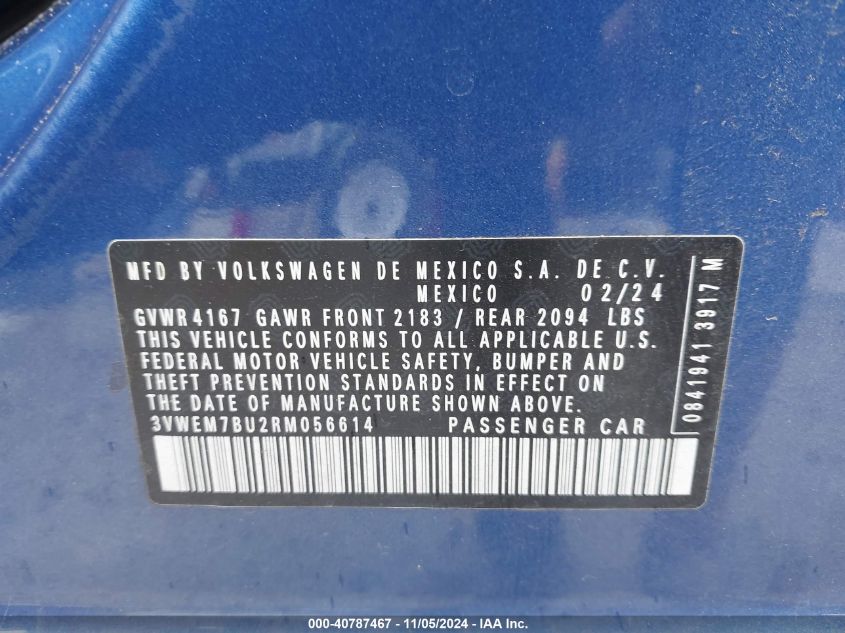 MFD BY VOLKSWAGEN DE MEXICO S.A. DE C.V.
MEXICO 02/24
GVWR 4167 GAWR FRONT 2183 / REAR 2094 LBS
THIS VEHICLE CONFORMS TO ALL APPLICABLE U.S.
FEDERAL MOTOR VEHICLE SAFETY, BUMPER AND
THEFT PREVENTION STANDARDS IN EFFECT ON
THE DATE OF MANUFACTURE SHOWN ABOVE.
3VWEM7BU2RM056614 PASSENGER CAR
0841941 3917 M
000-40787467 - 11/05/2024 - IAA Inc.